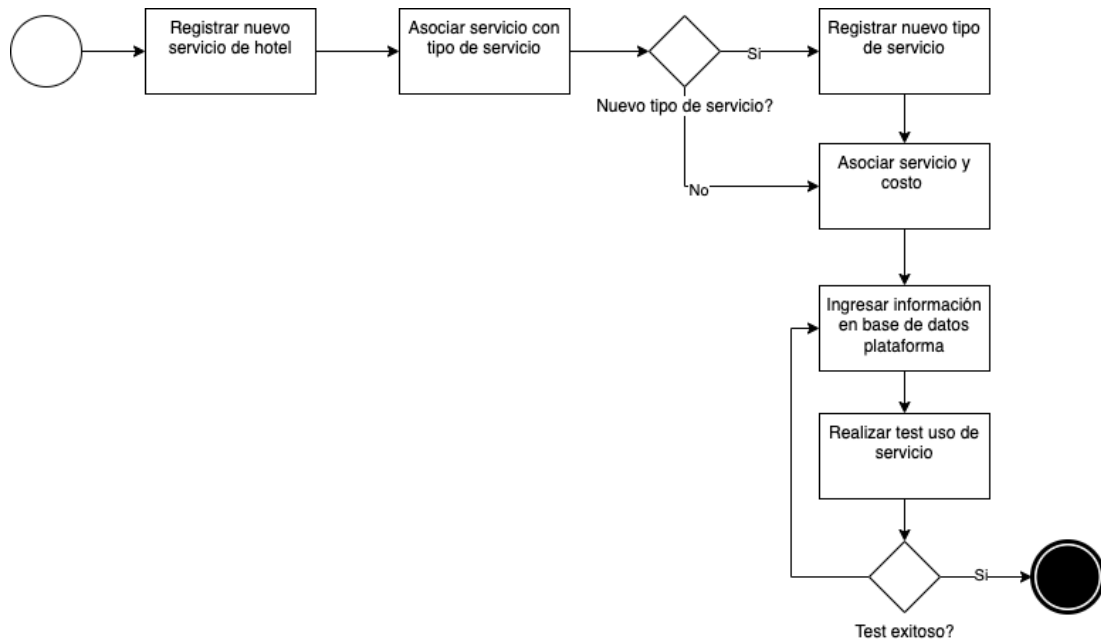 Registrar nuevo
servicio de hotel
Asociar servicio con
tipo de servicio
Nuevo tipo de servicio?
Si
Registrar nuevo tipo
de servicio
No
Asociar servicio y
costo
Ingresar información
en base de datos
plataforma
Realizar test uso de
servicio
Test exitoso?
Si